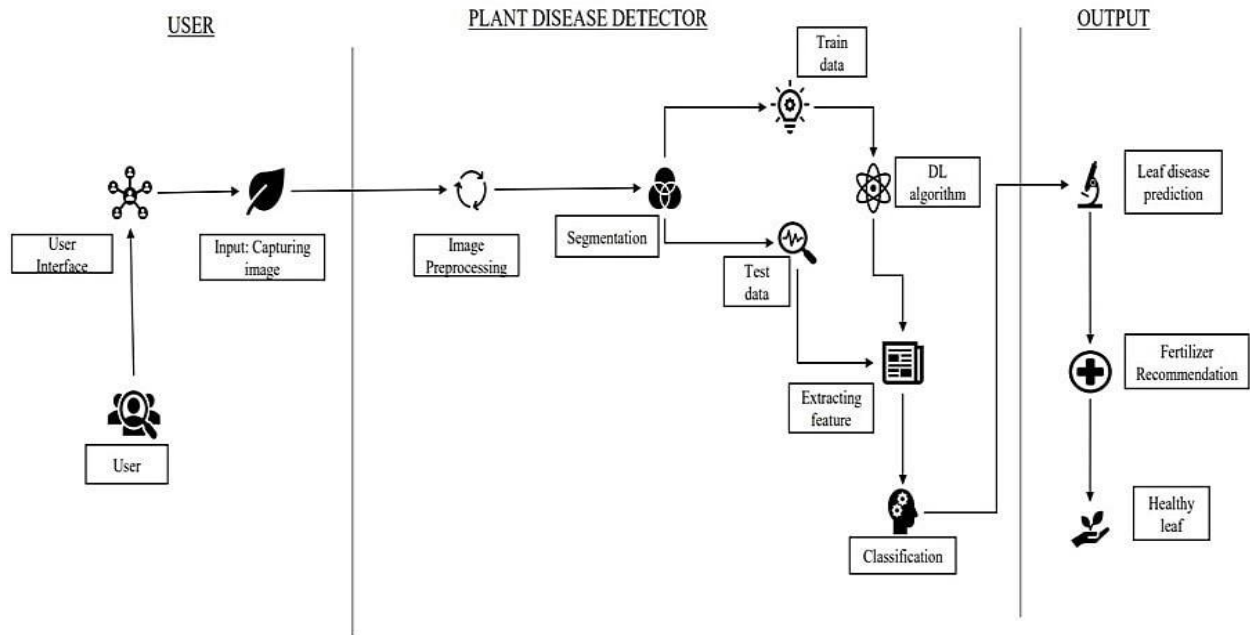 USER
PLANT DISEASE DETECTOR
OUTPUT
Train
data
DL
algorithm
Leaf disease
prediction
User
Interface
Input: Capturing
image
Image
Preprocessing
Segmentation
Test
data
Fertilizer
Recommendation
Extracting
feature
User
Healthy
leaf
Classification